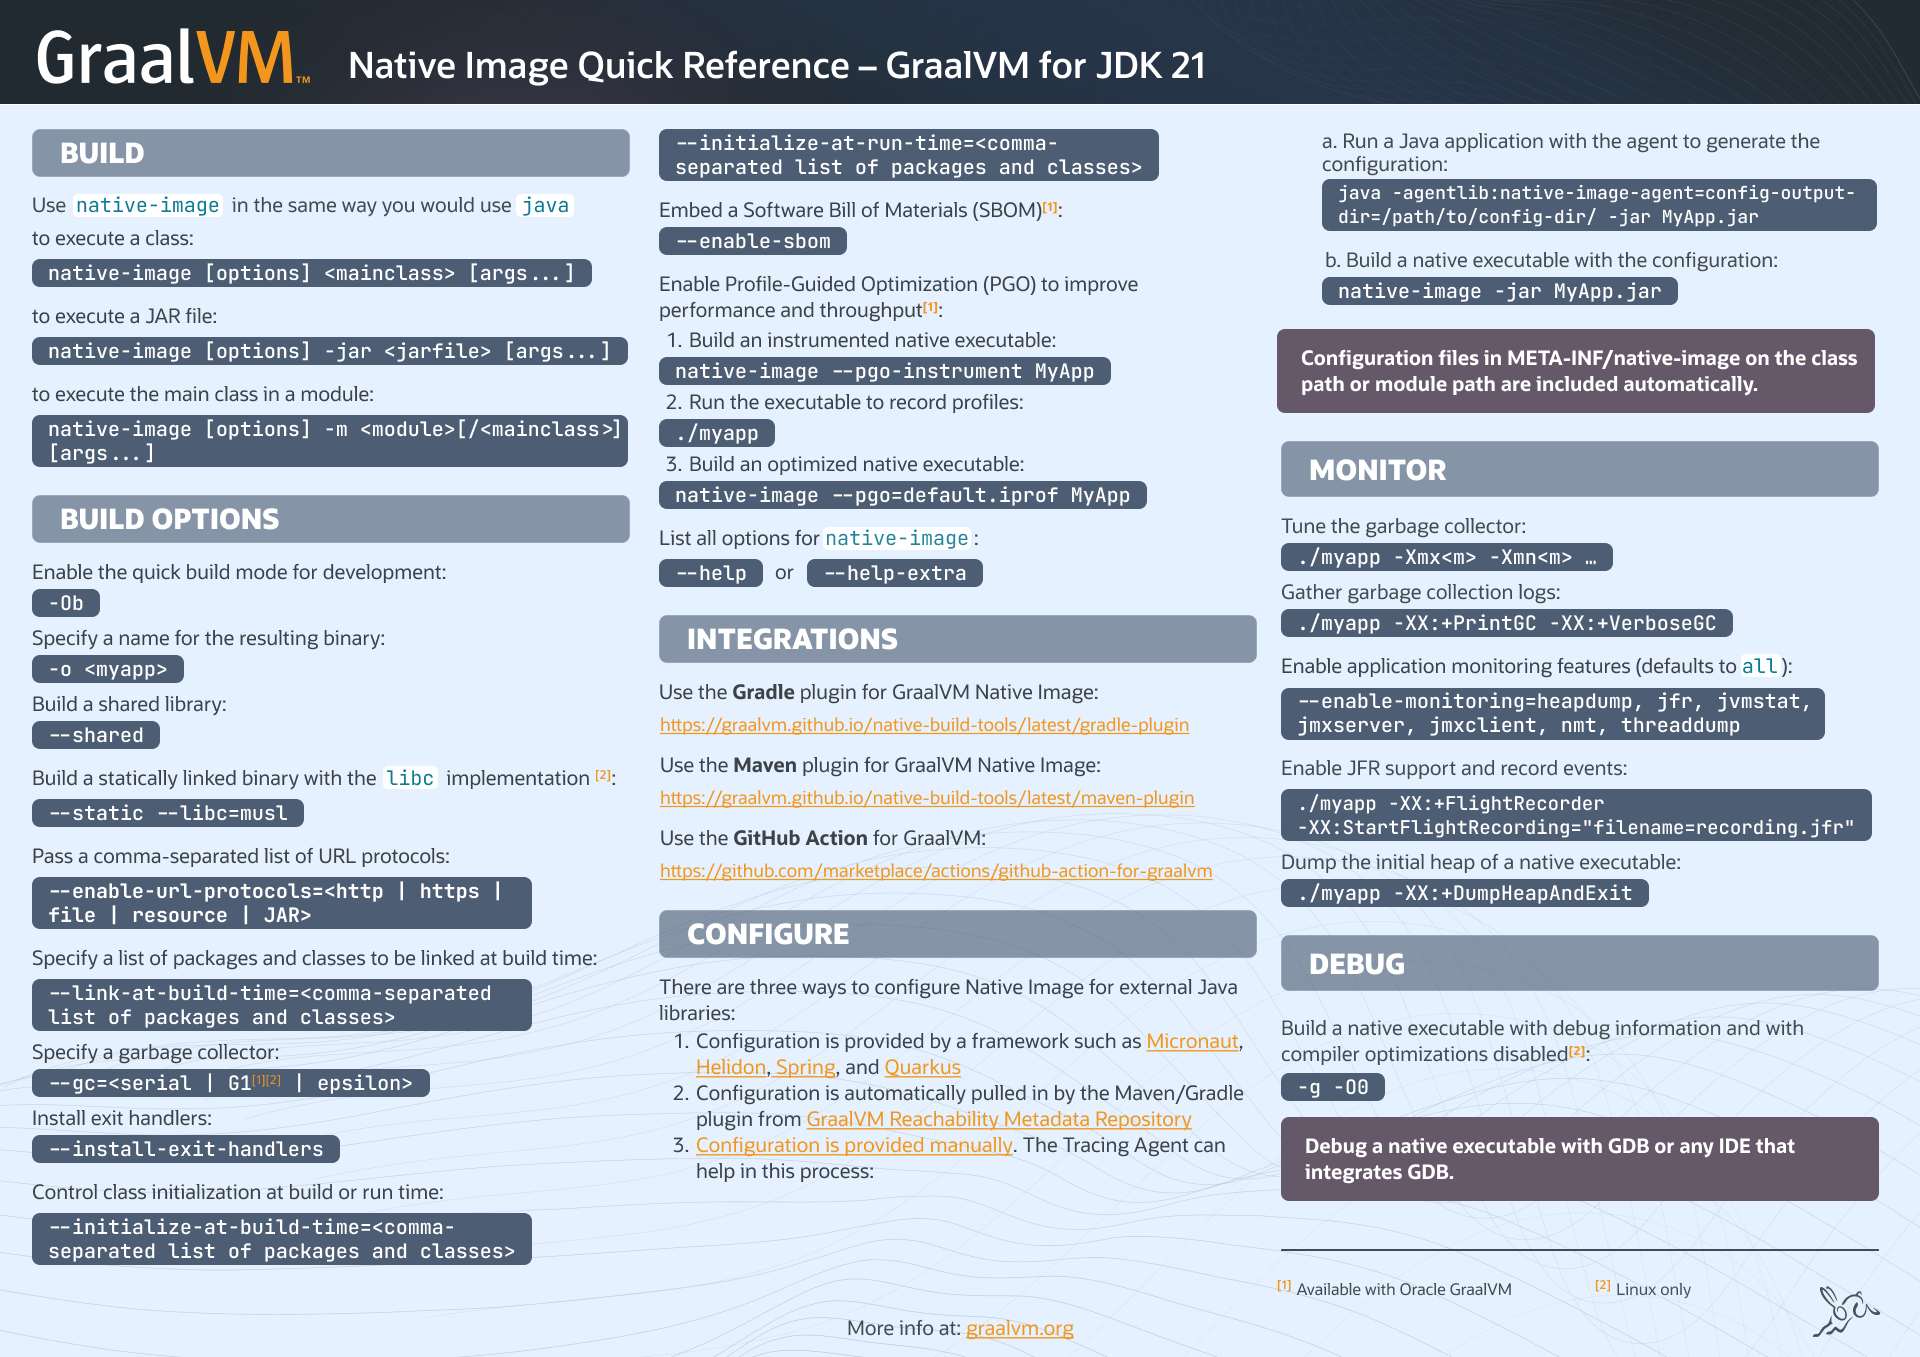 GraalVM™
Native Image Quick Reference – GraalVM for JDK 21
BUILD
Use native-image in the same way you would use java
to execute a class:
native-image [options] <mainclass> [args...]
to execute a JAR file:
native-image [options] -jar <jarfile> [args...]
to execute the main class in a module:
native-image [options] -m <module>[/<mainclass>]
[args...]
BUILD OPTIONS
Enable the quick build mode for development:
-Ob
Specify a name for the resulting binary:
-o <myapp>
Build a shared library:
--shared
Build a statically linked binary with the libc implementation [2]:
--static --libc=musl
Pass a comma-separated list of URL protocols:
--enable-url-protocols=<http | https |
file | resource | JAR>
Specify a list of packages and classes to be linked at build time:
--link-at-build-time=<comma-separated
list of packages and classes>
Specify a garbage collector:
--gc=<serial | G1[1][2] | epsilon>
Install exit handlers:
--install-exit-handlers
Control class initialization at build or run time:
--initialize-at-build-time=<comma-
separated list of packages and classes>
--initialize-at-run-time=<comma-
separated list of packages and classes>
Embed a Software Bill of Materials (SBOM)[1]:
--enable-sbom
Enable Profile-Guided Optimization (PGO) to improve
performance and throughput[1]:
1. Build an instrumented native executable:
native-image --pgo-instrument MyApp
2. Run the executable to record profiles:
./myapp
3. Build an optimized native executable:
native-image --pgo=default.iprof MyApp
List all options for native-image:
--help or --help-extra
INTEGRATIONS
Use the Gradle plugin for GraalVM Native Image:
https://graalvm.github.io/native-build-tools/latest/gradle-plugin
Use the Maven plugin for GraalVM Native Image:
https://graalvm.github.io/native-build-tools/latest/maven-plugin
Use the GitHub Action for GraalVM:
https://github.com/marketplace/actions/github-action-for-graalvm
CONFIGURE
There are three ways to configure Native Image for external Java
libraries:
1. Configuration is provided by a framework such as Micronaut,
Helidon, Spring, and Quarkus
2. Configuration is automatically pulled in by the Maven/Gradle
plugin from GraalVM Reachability Metadata Repository
3. Configuration is provided manually. The Tracing Agent can
help in this process:
a. Run a Java application with the agent to generate the
configuration:
java -agentlib:native-image-agent=config-output-
dir=/path/to/config-dir/ -jar MyApp.jar
b. Build a native executable with the configuration:
native-image -jar MyApp.jar
Configuration files in META-INF/native-image on the class
path or module path are included automatically.
MONITOR
Tune the garbage collector:
./myapp -Xmx<m> -Xmn<m> …
Gather garbage collection logs:
./myapp -XX:+PrintGC -XX:+VerboseGC
Enable application monitoring features (defaults to all):
--enable-monitoring=heapdump, jfr, jvmstat,
jmxserver, jmxclient, nmt, threaddump
Enable JFR support and record events:
./myapp -XX:+FlightRecorder
-XX:StartFlightRecording="filename=recording.jfr"
Dump the initial heap of a native executable:
./myapp -XX:+DumpHeapAndExit
DEBUG
Build a native executable with debug information and with
compiler optimizations disabled[2]:
-g -O0
Debug a native executable with GDB or any IDE that
integrates GDB.
[1] Available with Oracle GraalVM
[2] Linux only
More info at: graalvm.org